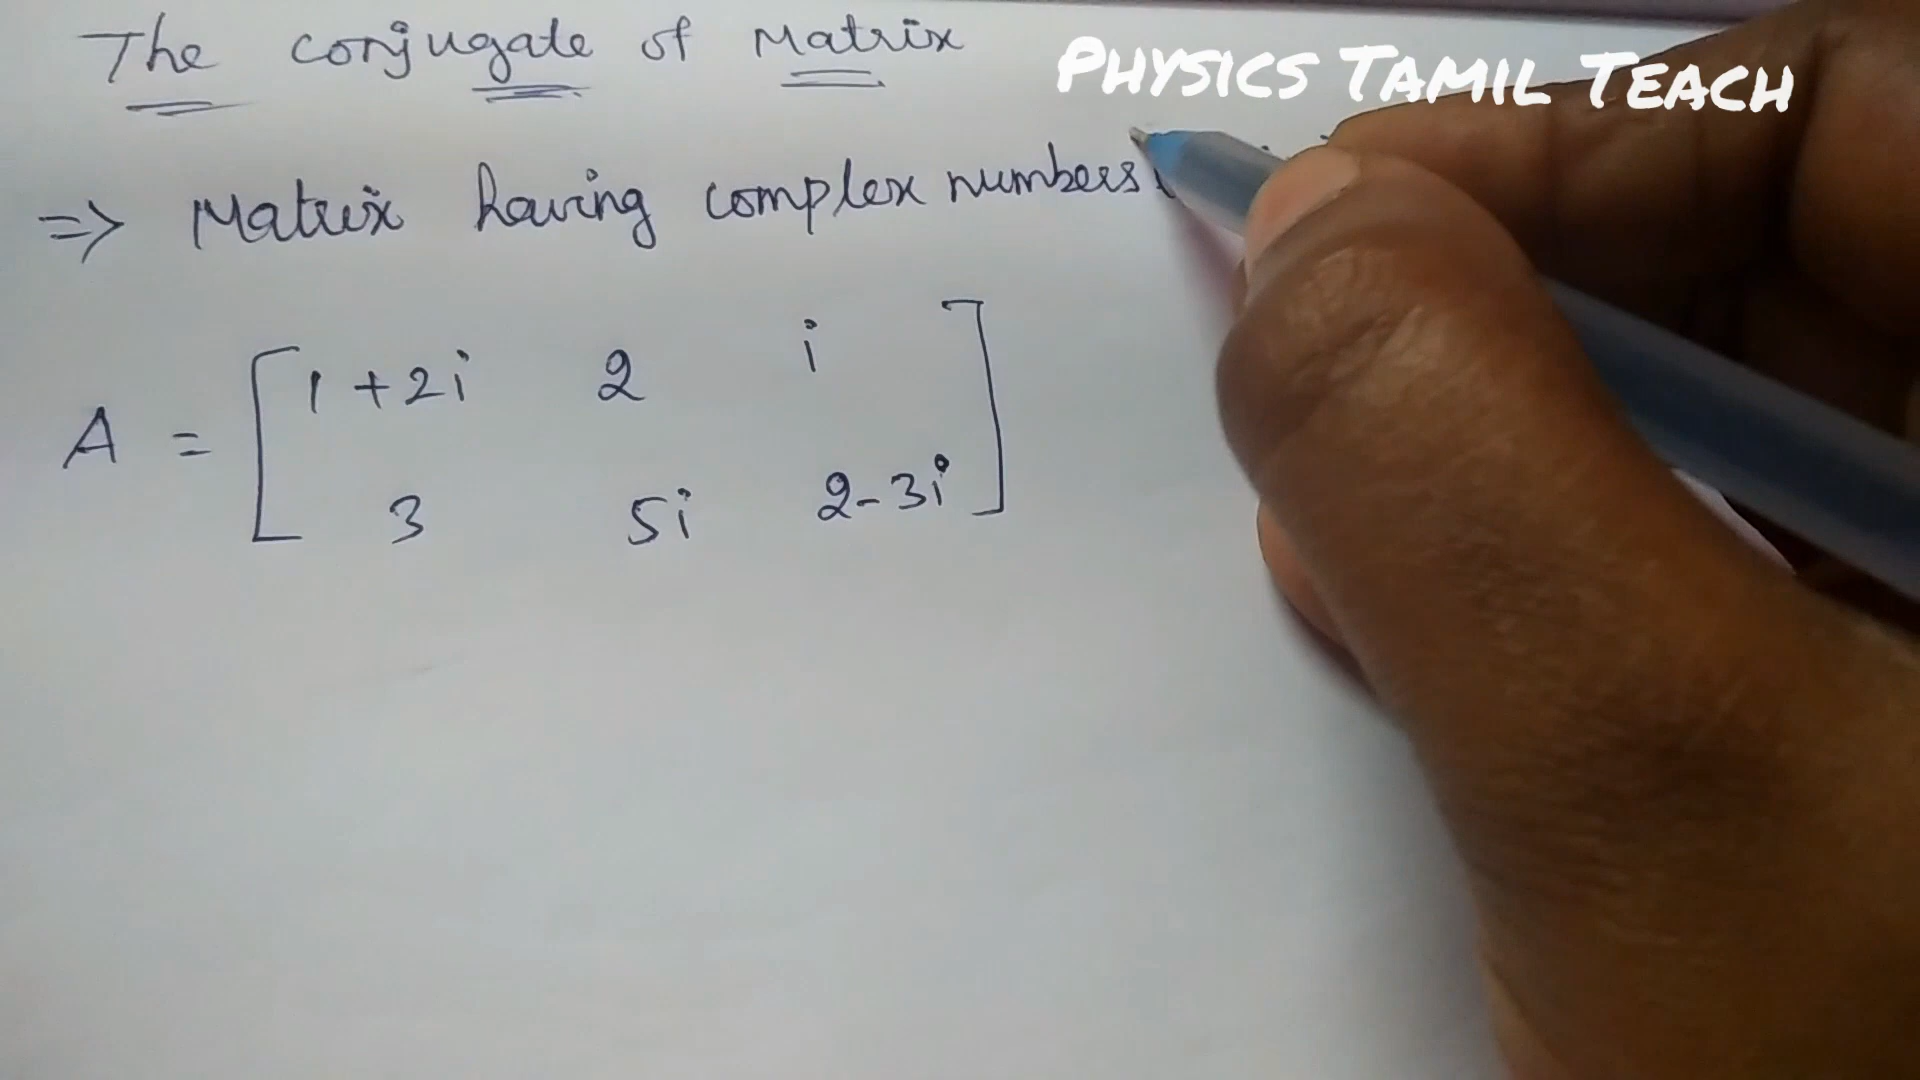 The conjugate of Matrix
PHYSICS TAMIL TEACH
=> Matrix having complex numbers
A = [ 1+2i 2 i
3 5i 2-3i ]